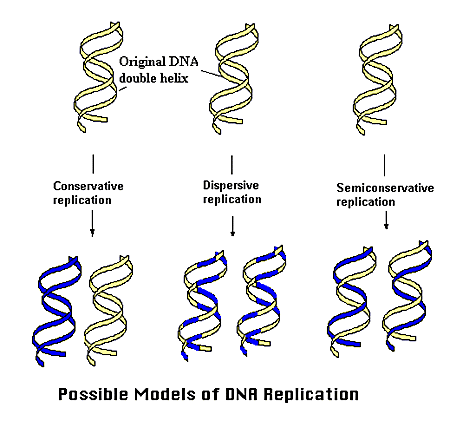 Original DNA
double helix
Conservative
replication
Dispersive
replication
Semiconservative
replication
Possible Models of DNA Replication